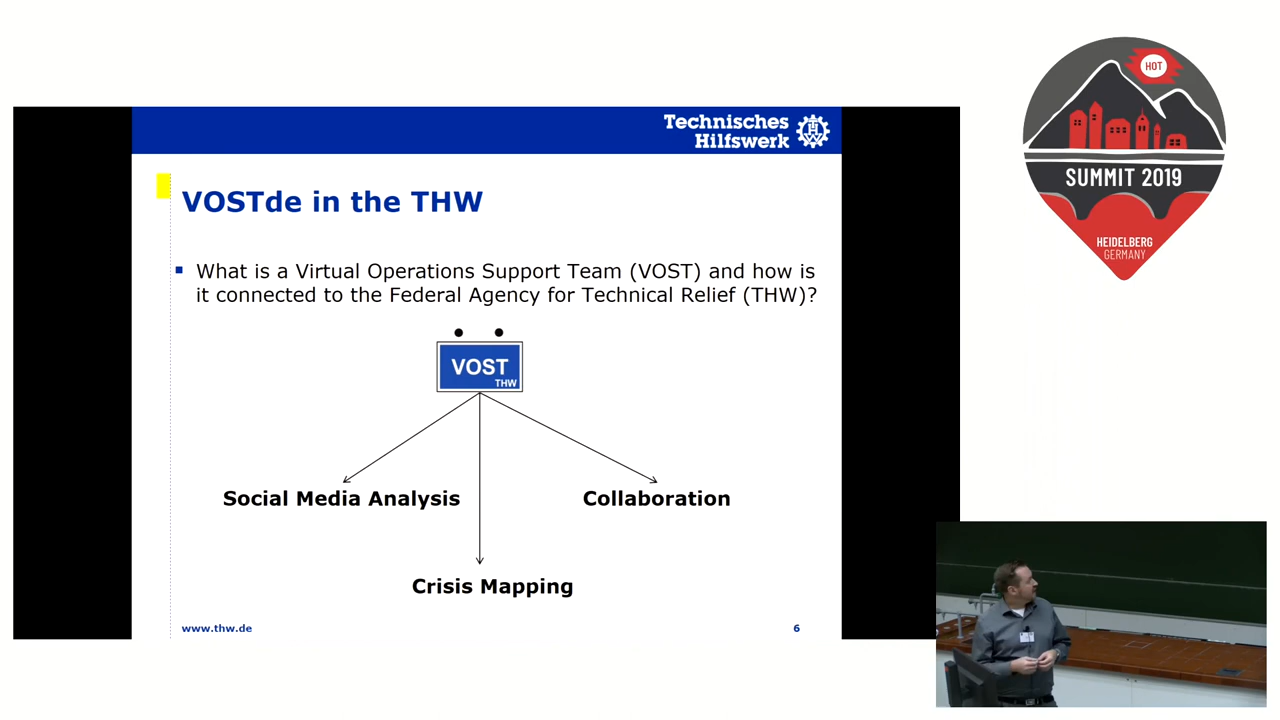 Technisches
Hilfswerk
THW
VOSTde in the THW
What is a Virtual Operations Support Team (VOST) and how is
it connected to the Federal Agency for Technical Relief (THW)?
VOST
THW
Social Media Analysis
Collaboration
Crisis Mapping
www.thw.de
6
HOT
SUMMIT 2019
HEIDELBERG
GERMANY